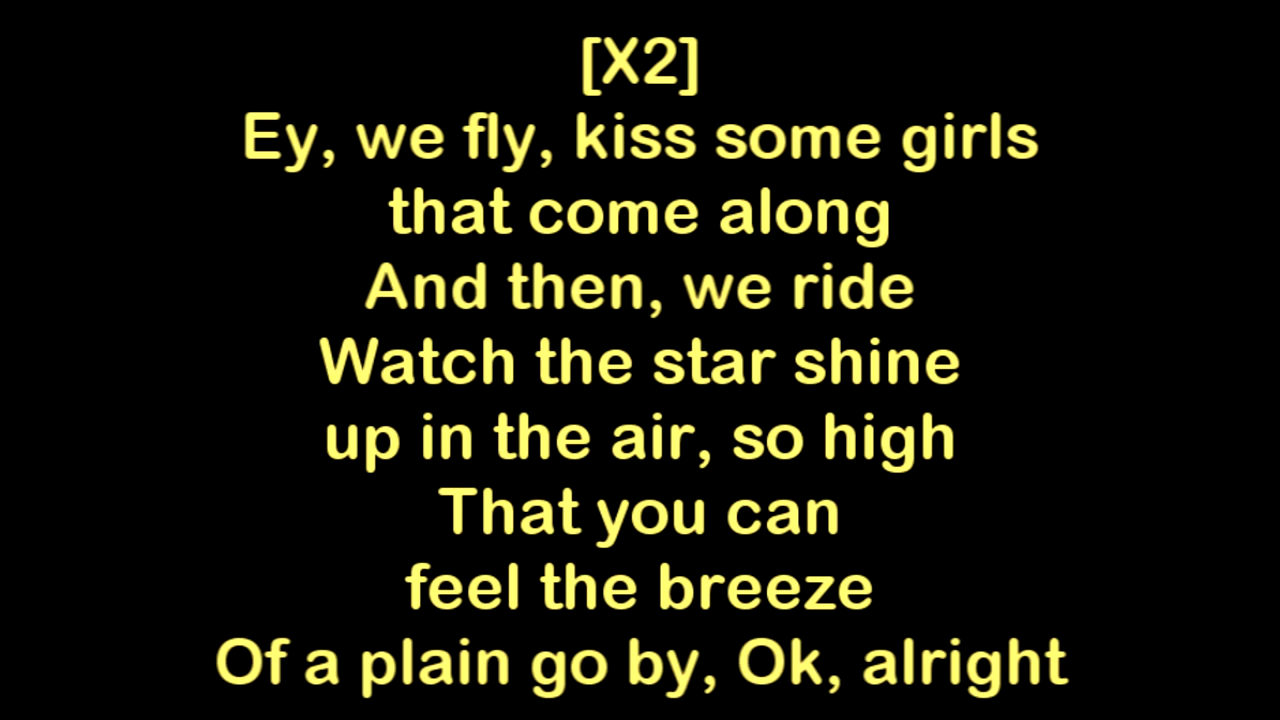 [X2]
Ey, we fly, kiss some girls
that come along
And then, we ride
Watch the star shine
up in the air, so high
That you can
feel the breeze
Of a plain go by, Ok, alright